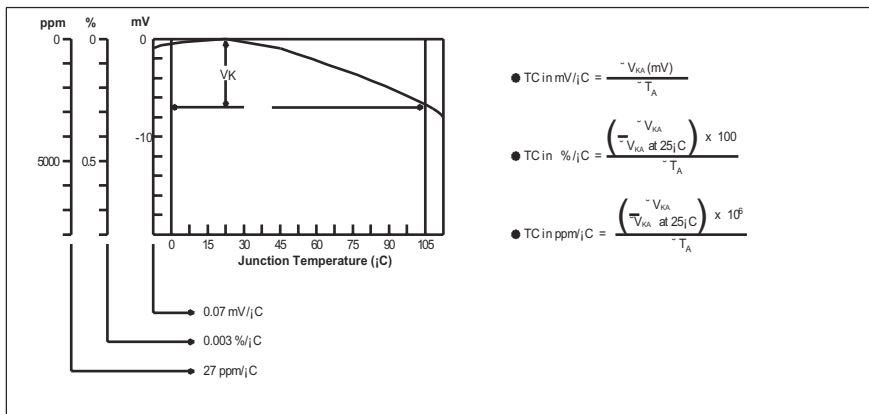 ppm % mV
0 0 0
VK
-10
5000 0.5
0 15 30 45 60 75 90 105
Junction Temperature (¡C)
0.07 mV/¡C
0.003 %/¡C
27 ppm/¡C
● TC in mV/¡C = ˘ VKA (mV)
˘ TA
● TC in %/¡C = ( ˘ VKA
˘ VKA at 25¡C ) x 100
˘ TA
● TC in ppm/¡C = ( ˘ VKA
˘ VKA at 25¡C ) x 10⁶
˘ TA